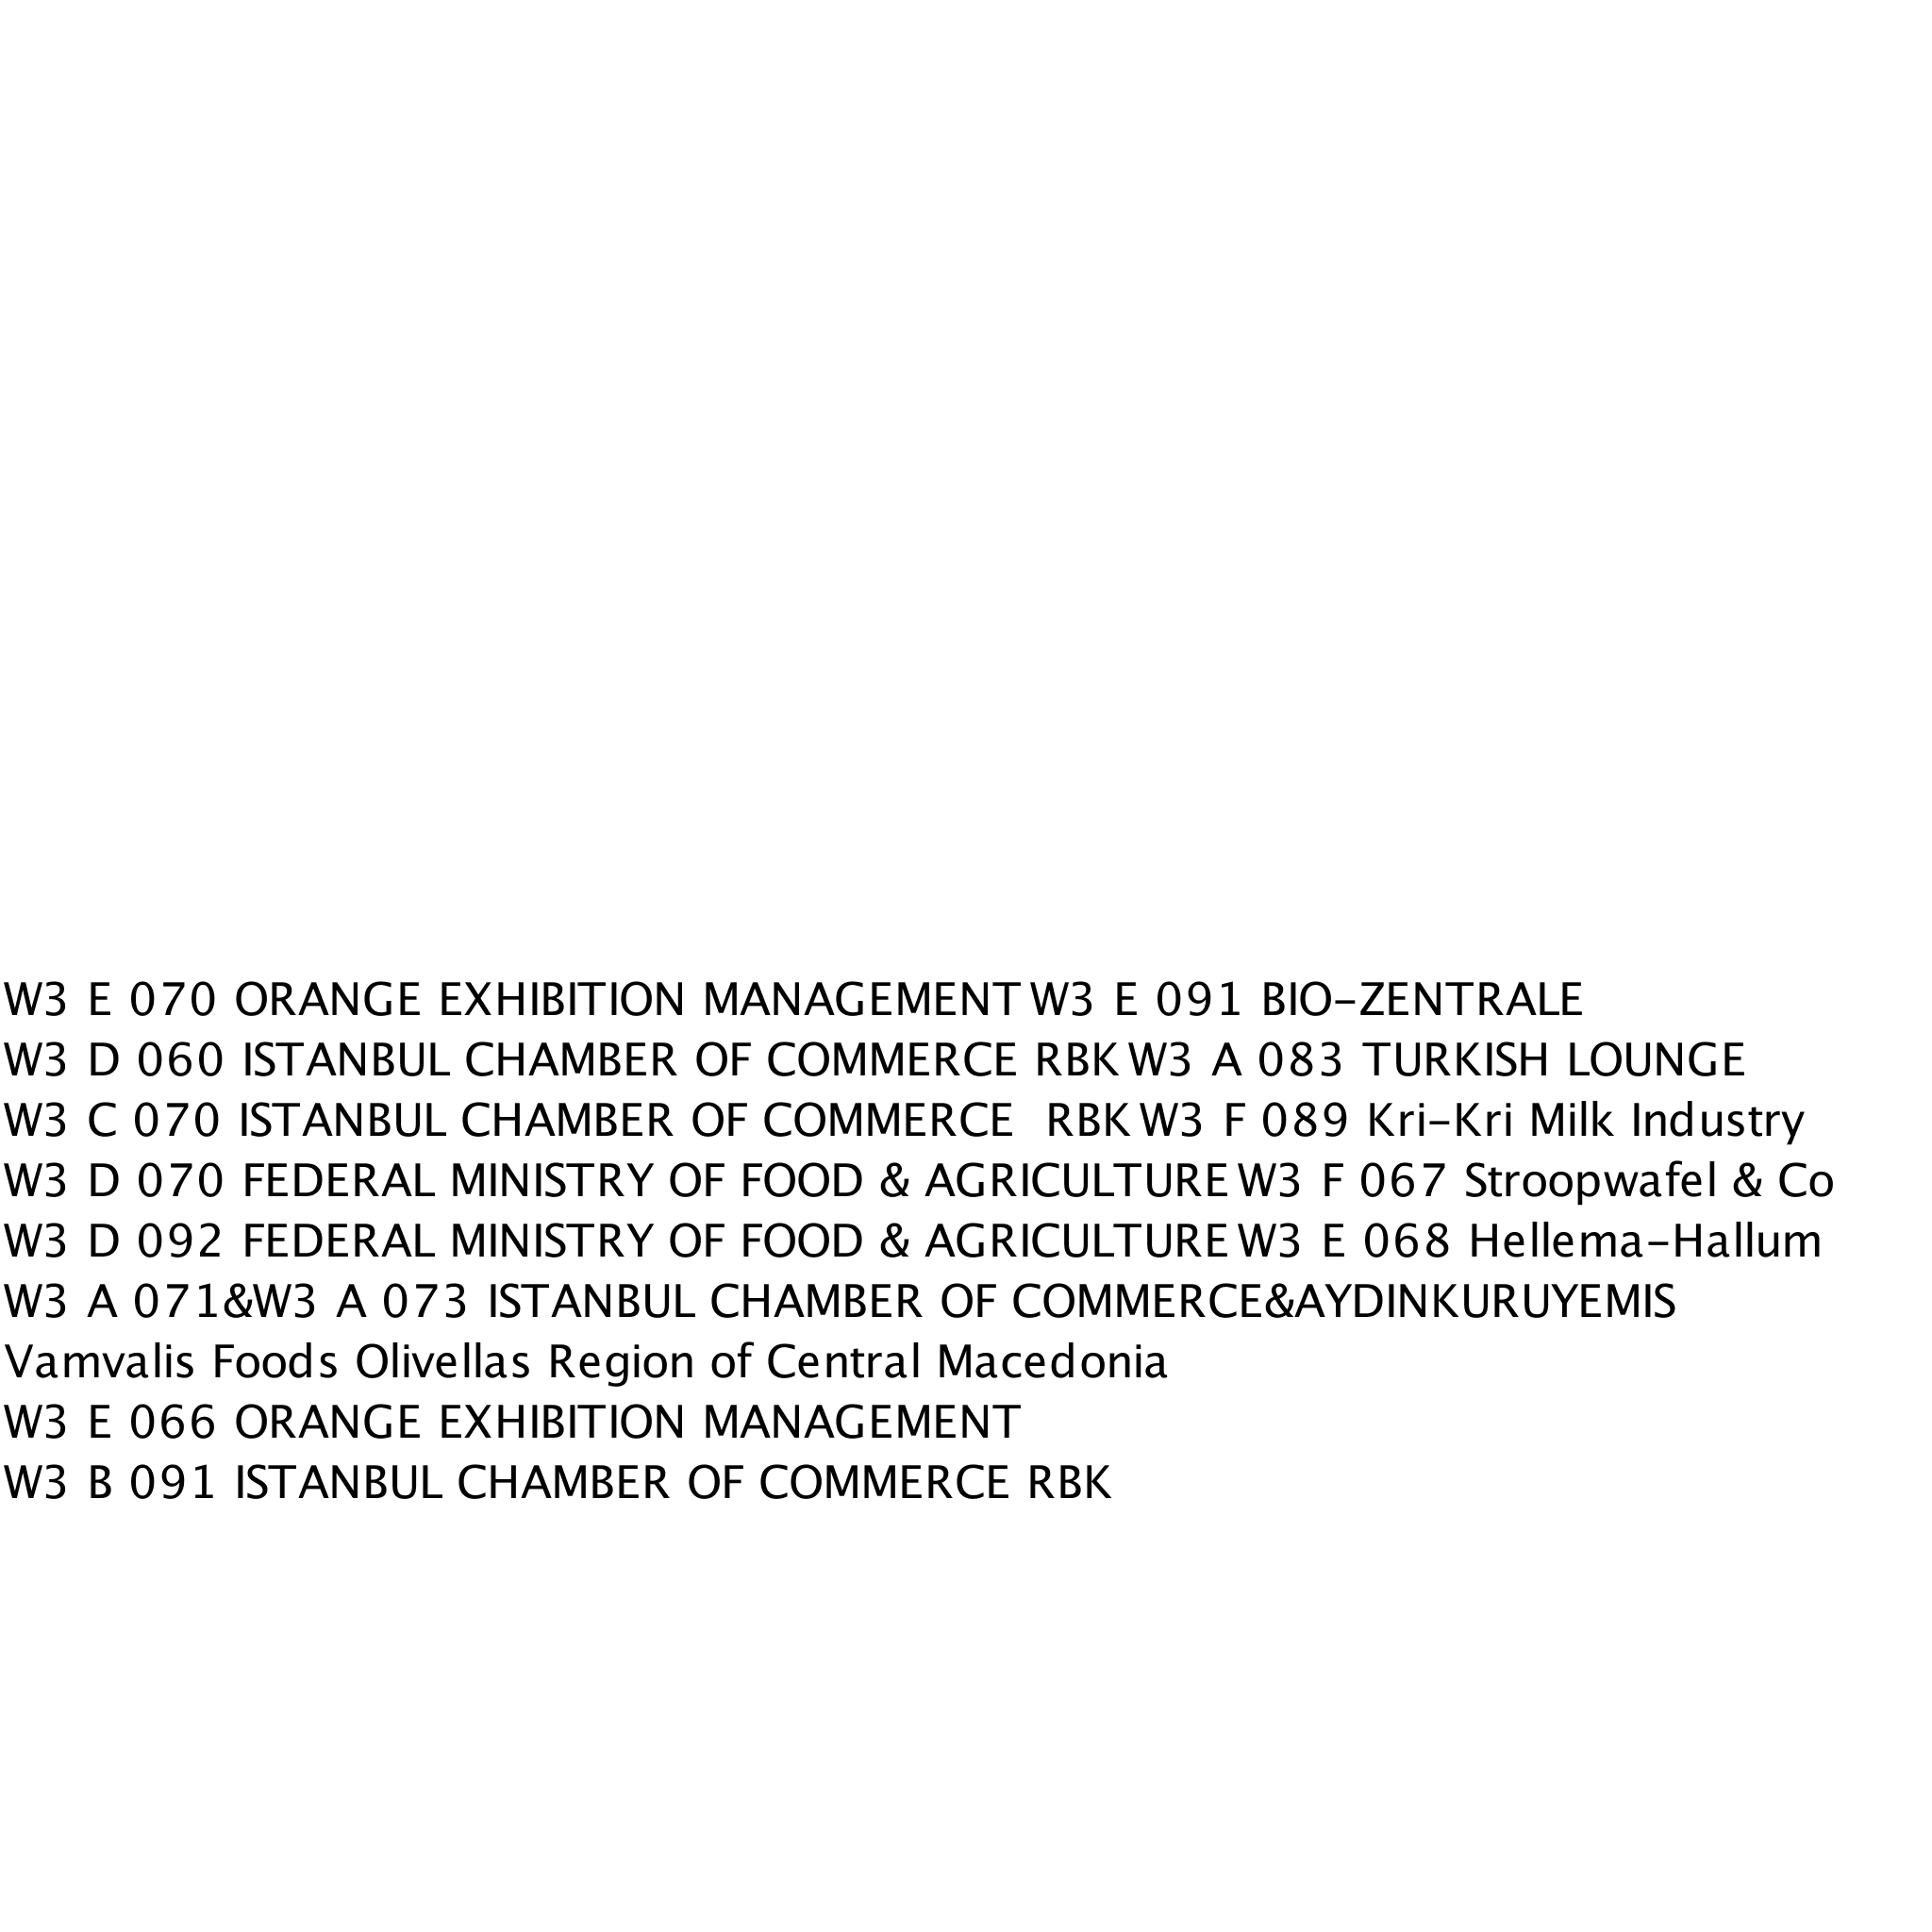 W3 E 070 ORANGE EXHIBITION MANAGEMENT W3 E 091 BIO-ZENTRALE
W3 D 060 ISTANBUL CHAMBER OF COMMERCE RBK W3 A 083 TURKISH LOUNGE
W3 C 070 ISTANBUL CHAMBER OF COMMERCE RBK W3 F 089 Kri-Kri Milk Industry
W3 D 070 FEDERAL MINISTRY OF FOOD & AGRICULTURE W3 F 067 Stroopwafel & Co
W3 D 092 FEDERAL MINISTRY OF FOOD & AGRICULTURE W3 E 068 Hellema-Hallum
W3 A 071&W3 A 073 ISTANBUL CHAMBER OF COMMERCE&AYDINKURUYEMIS
Vamvalis Foods Olivellas Region of Central Macedonia
W3 E 066 ORANGE EXHIBITION MANAGEMENT
W3 B 091 ISTANBUL CHAMBER OF COMMERCE RBK